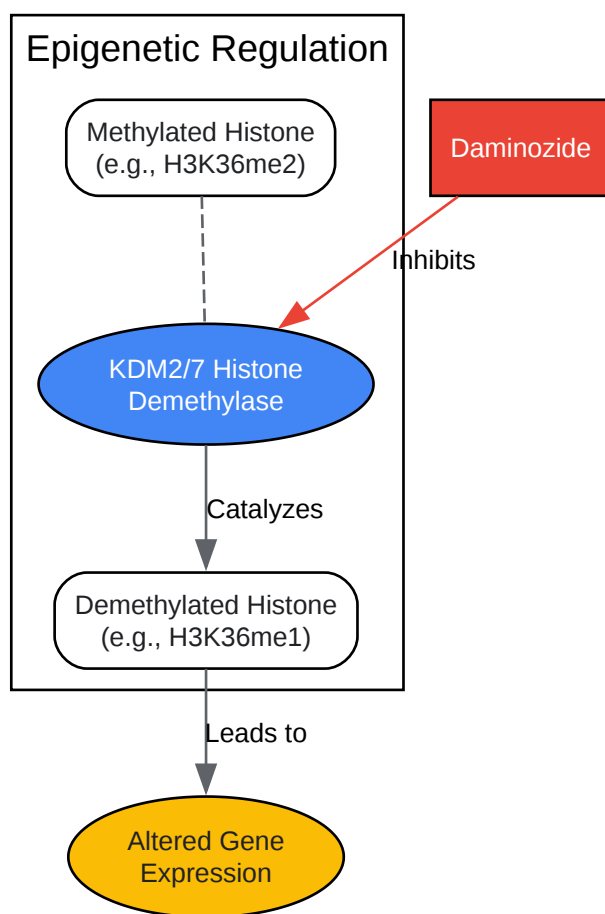 Epigenetic Regulation
Methylated Histone
(e.g., H3K36me2)
Daminozide
Inhibits
KDM2/7 Histone
Demethylase
Catalyzes
Demethylated Histone
(e.g., H3K36me1)
Leads to
Altered Gene
Expression